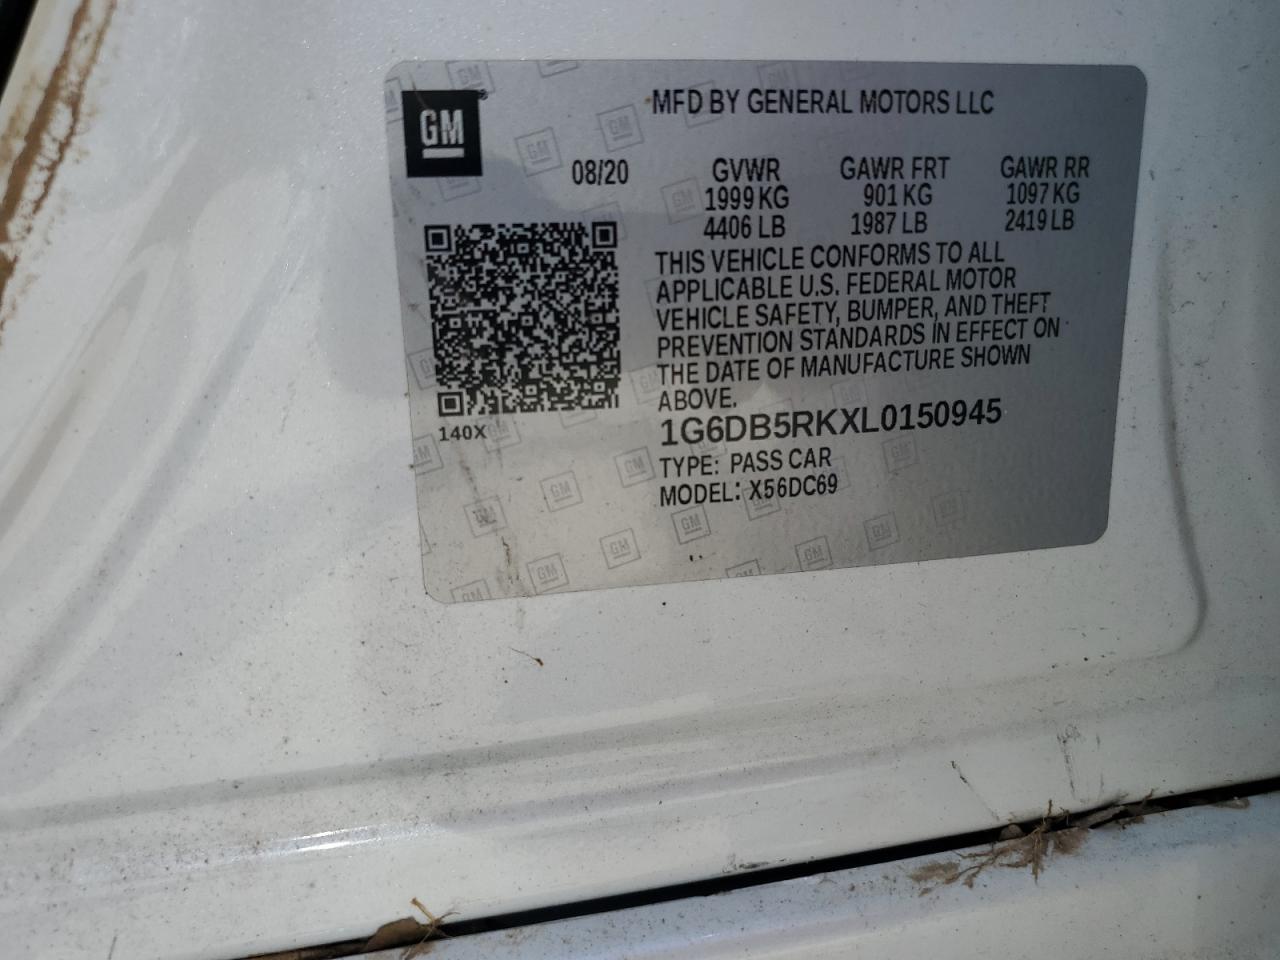 GM
MFD BY GENERAL MOTORS LLC
08/20 GVWR GAWR FRT GAWR RR
1999 KG 901 KG 1097 KG
4406 LB 1987 LB 2419 LB
THIS VEHICLE CONFORMS TO ALL
APPLICABLE U.S. FEDERAL MOTOR
VEHICLE SAFETY, BUMPER, AND THEFT
PREVENTION STANDARDS IN EFFECT ON
THE DATE OF MANUFACTURE SHOWN
ABOVE.
140X
1G6DB5RKXL0150945
TYPE: PASS CAR
MODEL: X56DC69